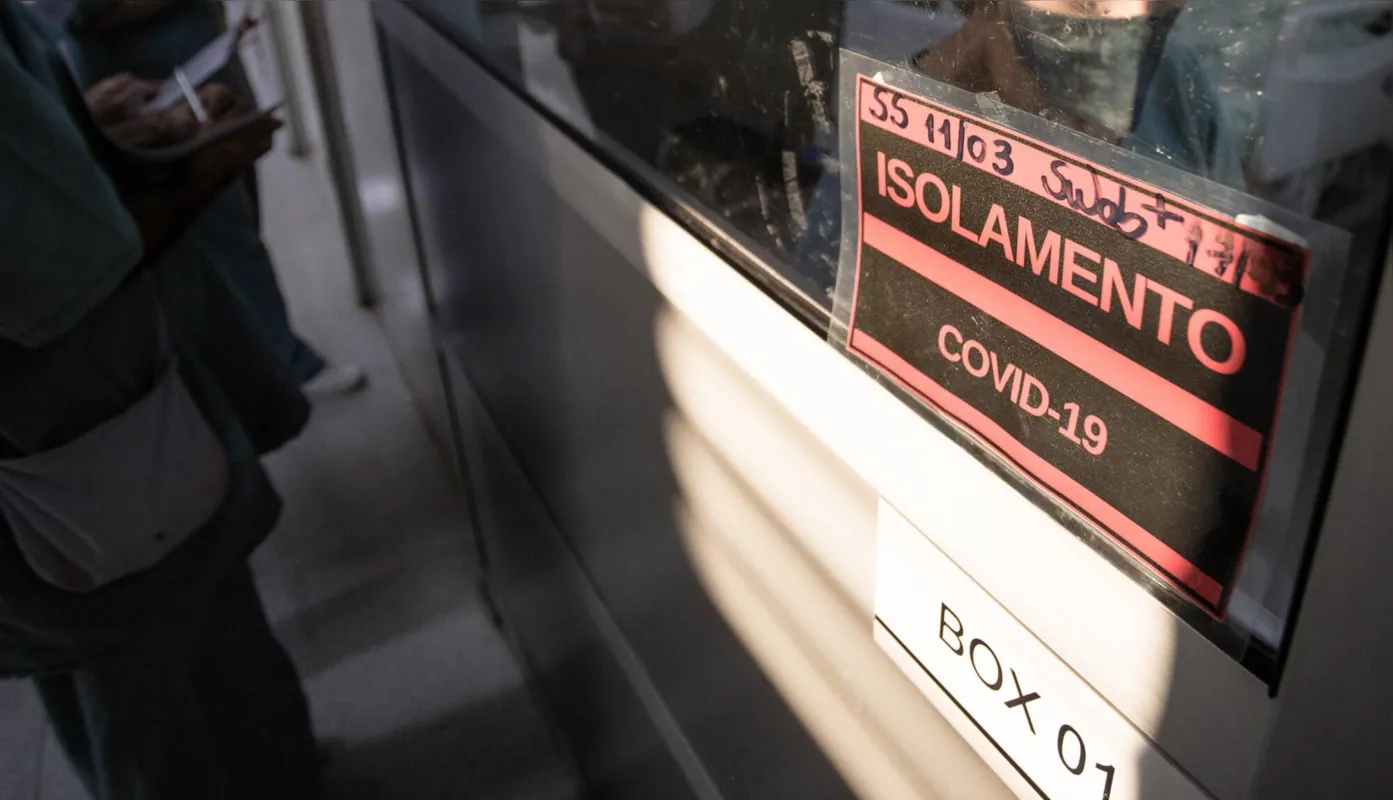 SS 11/03 Swab+
ISOLAMENTO
COVID-19
BOX 01